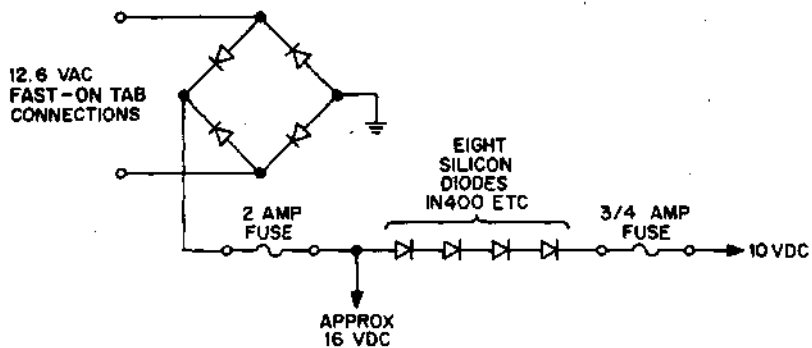 12.6 VAC
FAST-ON TAB
CONNECTIONS
EIGHT
SILICON
DIODES
IN400 ETC
2 AMP
FUSE
3/4 AMP
FUSE
10 VDC
APPROX
16 VDC